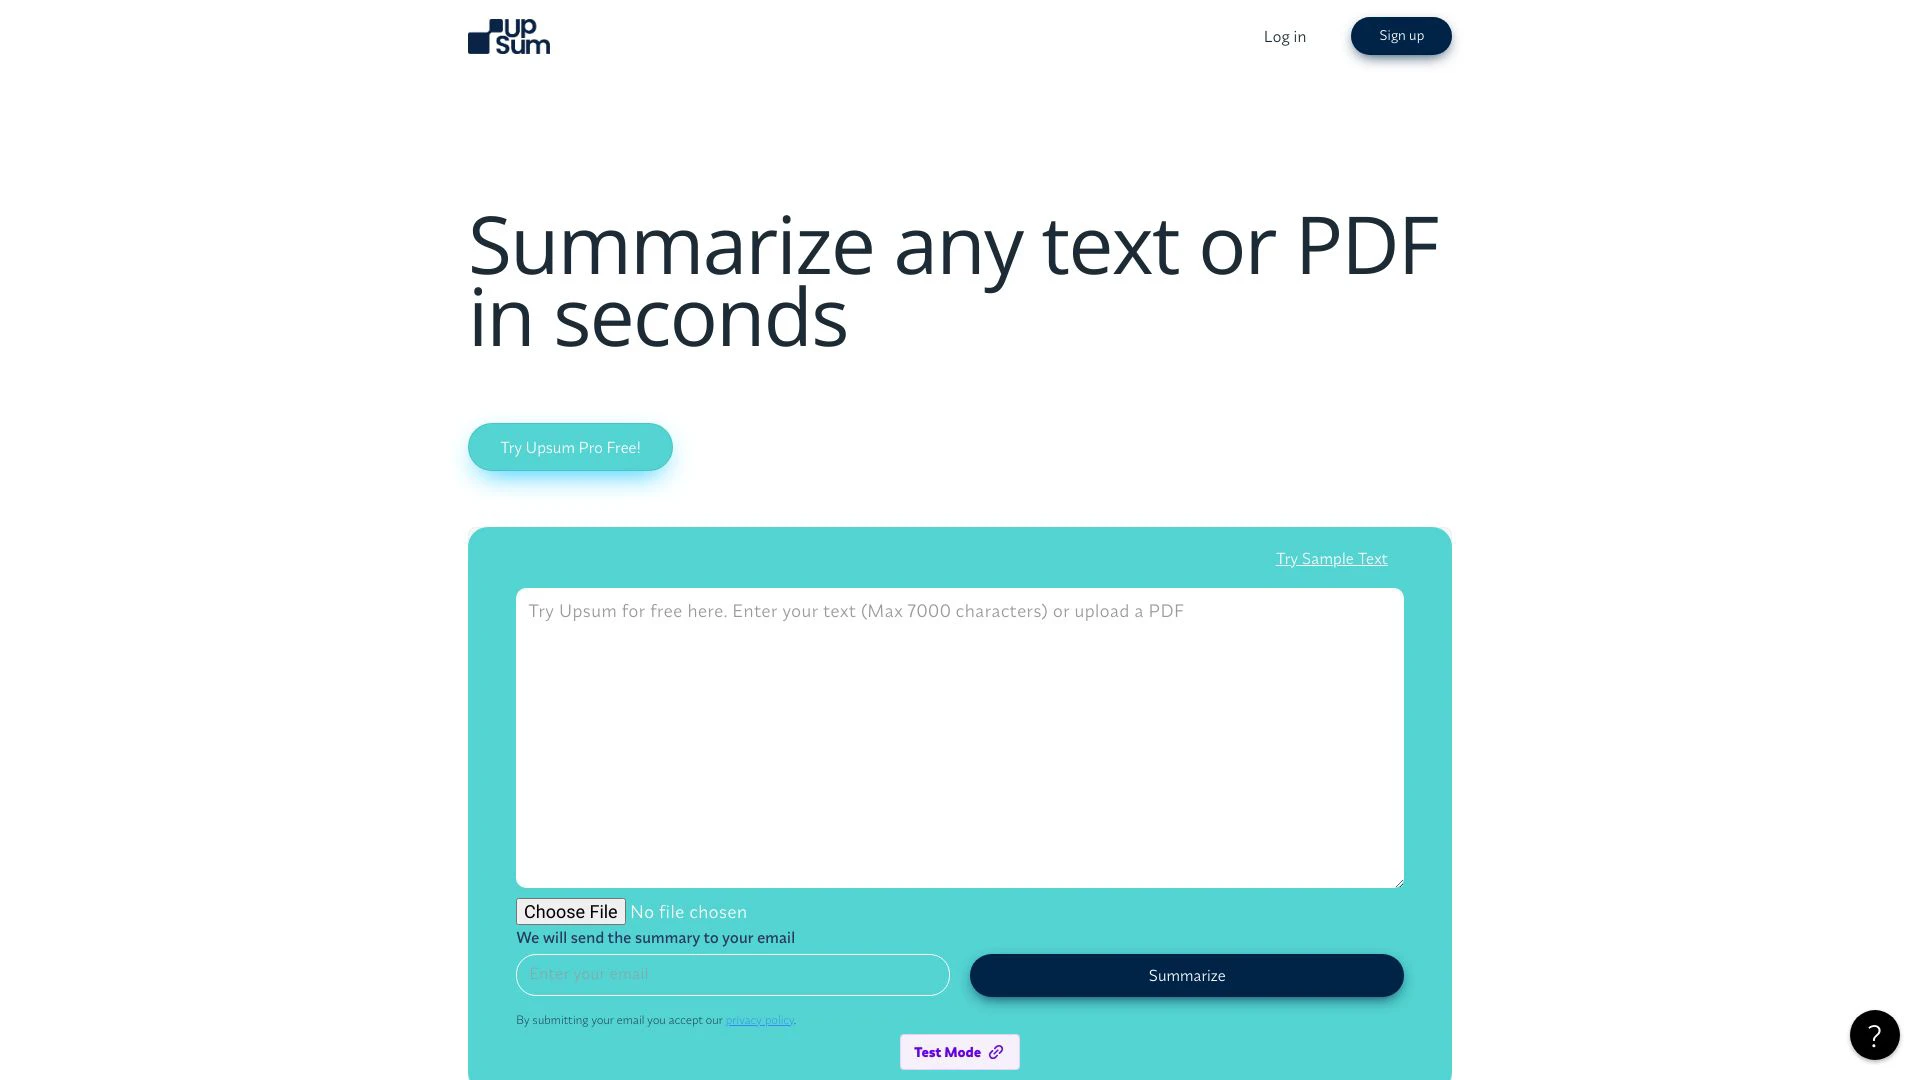 Up
Sum
Log in
Sign up
Summarize any text or PDF
in seconds
Try Upsum Pro Free!
Try Sample Text
Try Upsum for free here. Enter your text (Max 7000 characters) or upload a PDF
Choose File No file chosen
We will send the summary to your email
Enter your email
Summarize
By submitting your email you accept our privacy policy.
Test Mode
?